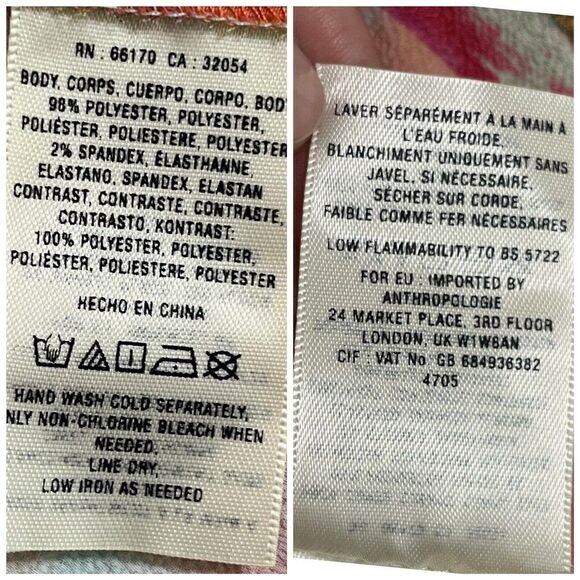 RN : 66170 CA : 32054
BODY, CORPS, CUERPO, CORPO, BOD
98% POLYESTER, POLYESTER,
POLIÉSTER, POLIESTERE, POLYESTER
2% SPANDEX, ÉLASTHANNE,
ELASTANO, SPANDEX, ELASTAN
CONTRAST, CONTRASTE, CONTRASTE,
CONTRASTO, KONTRAST:
100% POLYESTER, POLYESTER,
POLIÉSTER, POLIESTERE, POLYESTER
HECHO EN CHINA
HAND WASH COLD SEPARATELY,
NLY NON-CHLORINE BLEACH WHEN
NEEDED,
LINE DRY,
LOW IRON AS NEEDED
LAVER SÉPARÉMENT À LA MAIN À
L'EAU FROIDE,
BLANCHIMENT UNIQUEMENT SANS
JAVEL, SI NÉCESSAIRE,
SÉCHER SUR CORDE,
FAIBLE COMME FER NÉCESSAIRES
LOW FLAMMABILITY TO BS 5722
FOR EU : IMPORTED BY
ANTHROPOLOGIE
24 MARKET PLACE, 3RD FLOOR
LONDON, UK W1W8AN
CIF : VAT No GB 684936382
4705